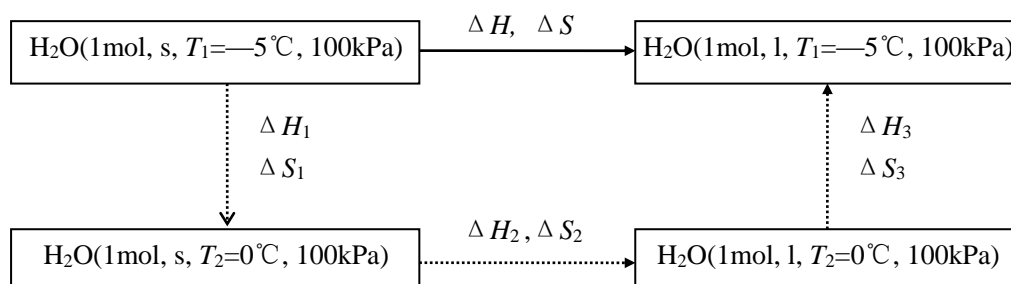 ΔH, ΔS
H₂O(1mol, s, T₁=—5℃, 100kPa)
H₂O(1mol, l, T₁=—5℃, 100kPa)
ΔH₁
ΔS₁
ΔH₃
ΔS₃
ΔH₂,ΔS₂
H₂O(1mol, s, T₂=0℃, 100kPa)
H₂O(1mol, l, T₂=0℃, 100kPa)